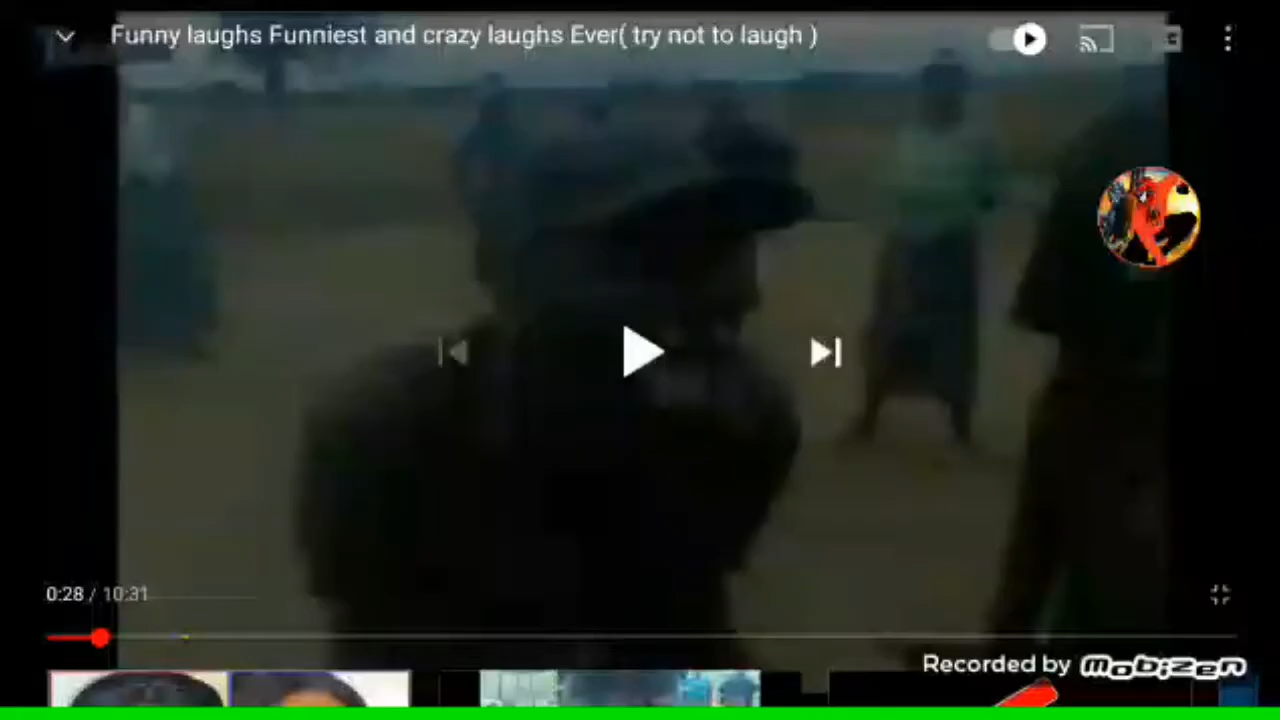 Funny laughs Funniest and crazy laughs Ever( try not to laugh )
0:28 / 10:31
Recorded by mobizen